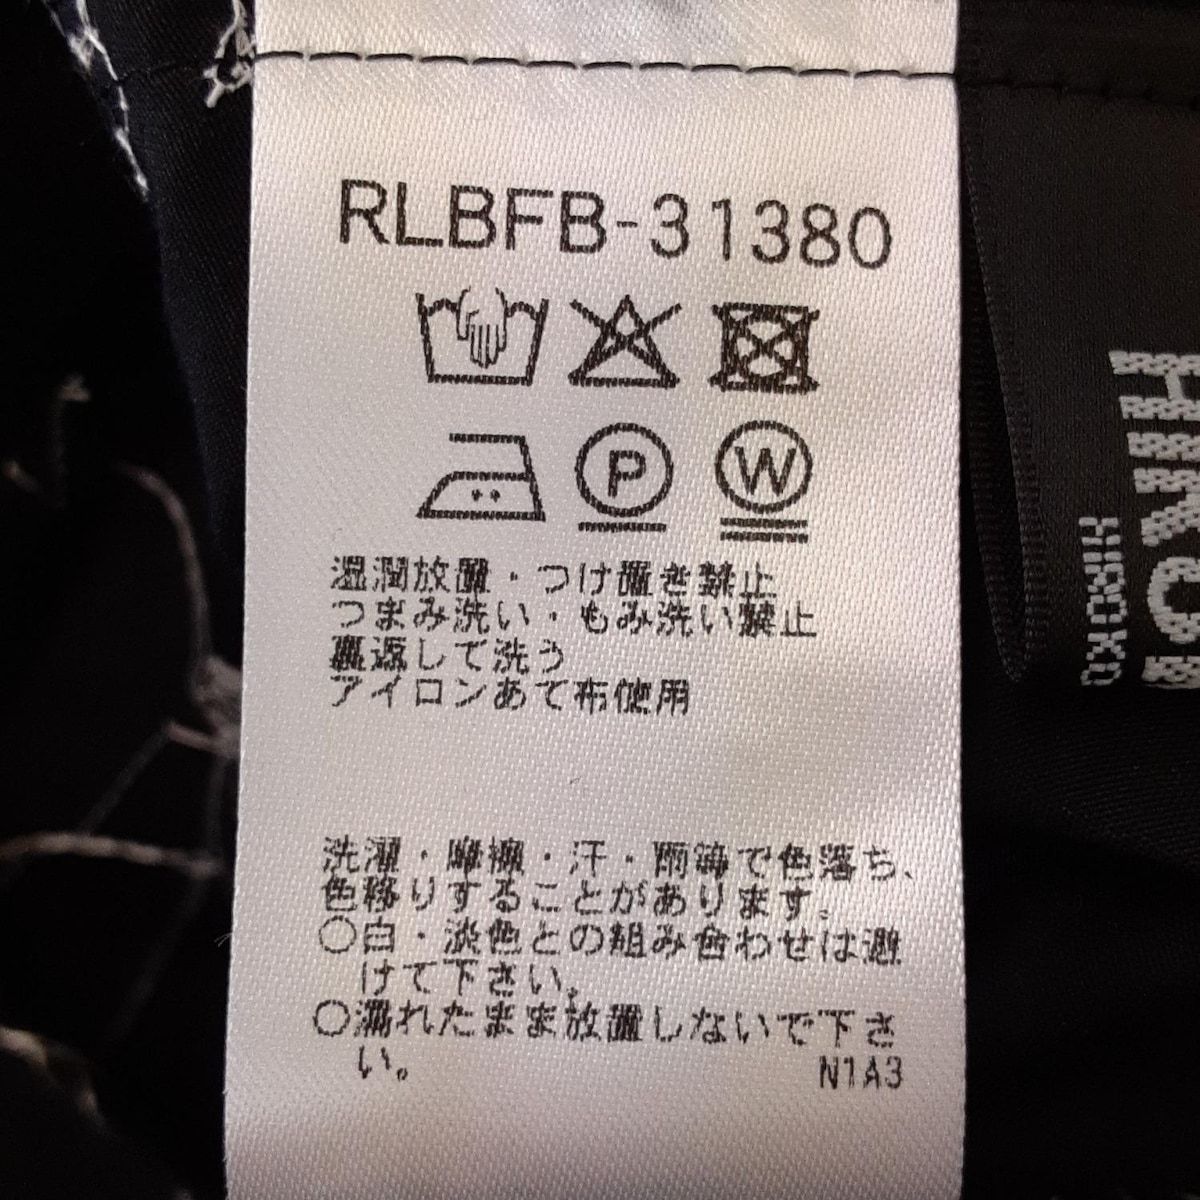 RLBFB-31380
P
W
湿潤放置・つけ置き禁止
つまみ洗い・もみ洗い禁止
裏返して洗う
アイロンあて布使用
洗濯・摩擦・汗・雨等で色落ち、
色移りすることがあります。
○白・淡色との組み合わせは避
けて下さい。
○濡れたまま放置しないで下さ
い。
N1A3